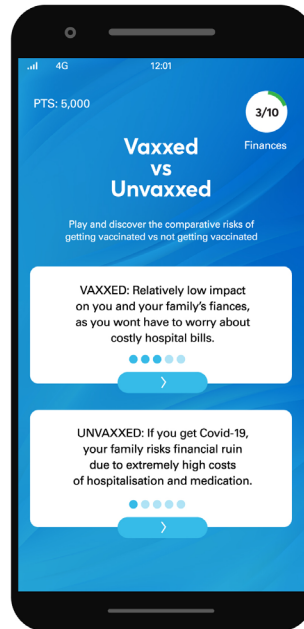 4G 12:01
PTS: 5,000
3/10
Finances
Vaxxed
vs
Unvaxxed
Play and discover the comparative risks of
getting vaccinated vs not getting vaccinated
VAXXED: Relatively low impact
on you and your family's fiances,
as you wont have to worry about
costly hospital bills.
UNVAXXED: If you get Covid-19,
your family risks financial ruin
due to extremely high costs
of hospitalisation and medication.